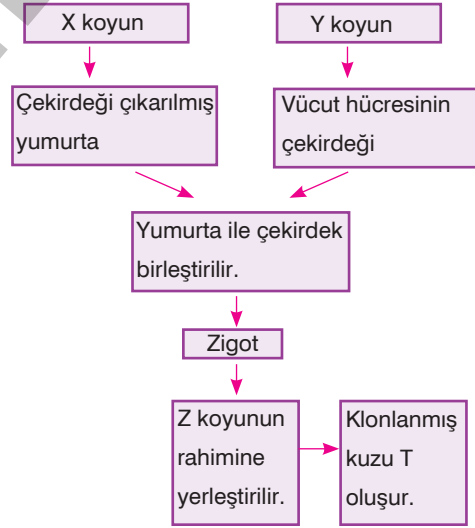 X koyun
Y koyun
Çekirdeği çıkarılmış
yumurta
Vücut hücresinin
çekirdeği
Yumurta ile çekirdek
birleştirilir.
Zigot
Z koyunun
rahimine
yerleştirilir.
Klonlanmış
kuzu T
oluşur.